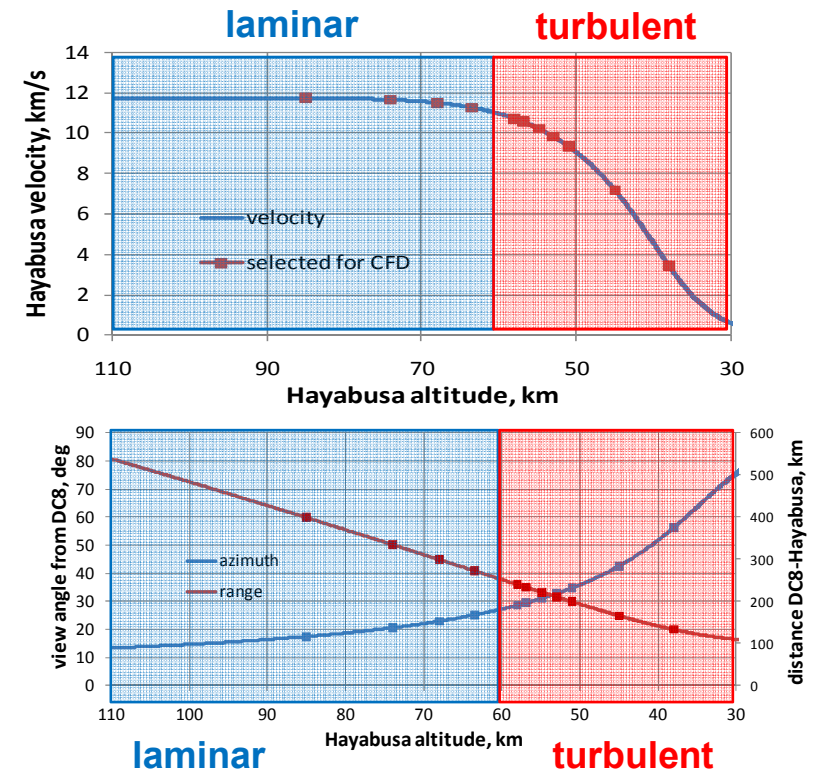 laminar turbulent
14
12
10
8
6
4
2
0
Hayabusa velocity, km/s
velocity
selected for CFD
110 90 70 50 30
Hayabusa altitude, km
90
80
70
60
50
40
30
20
10
0
view angle from DC8, deg
azimuth
range
600
500
400
300
200
100
0
distance DC8-Hayabusa, km
110 100 90 80 70 60 50 40 30
Hayabusa altitude, km
laminar turbulent